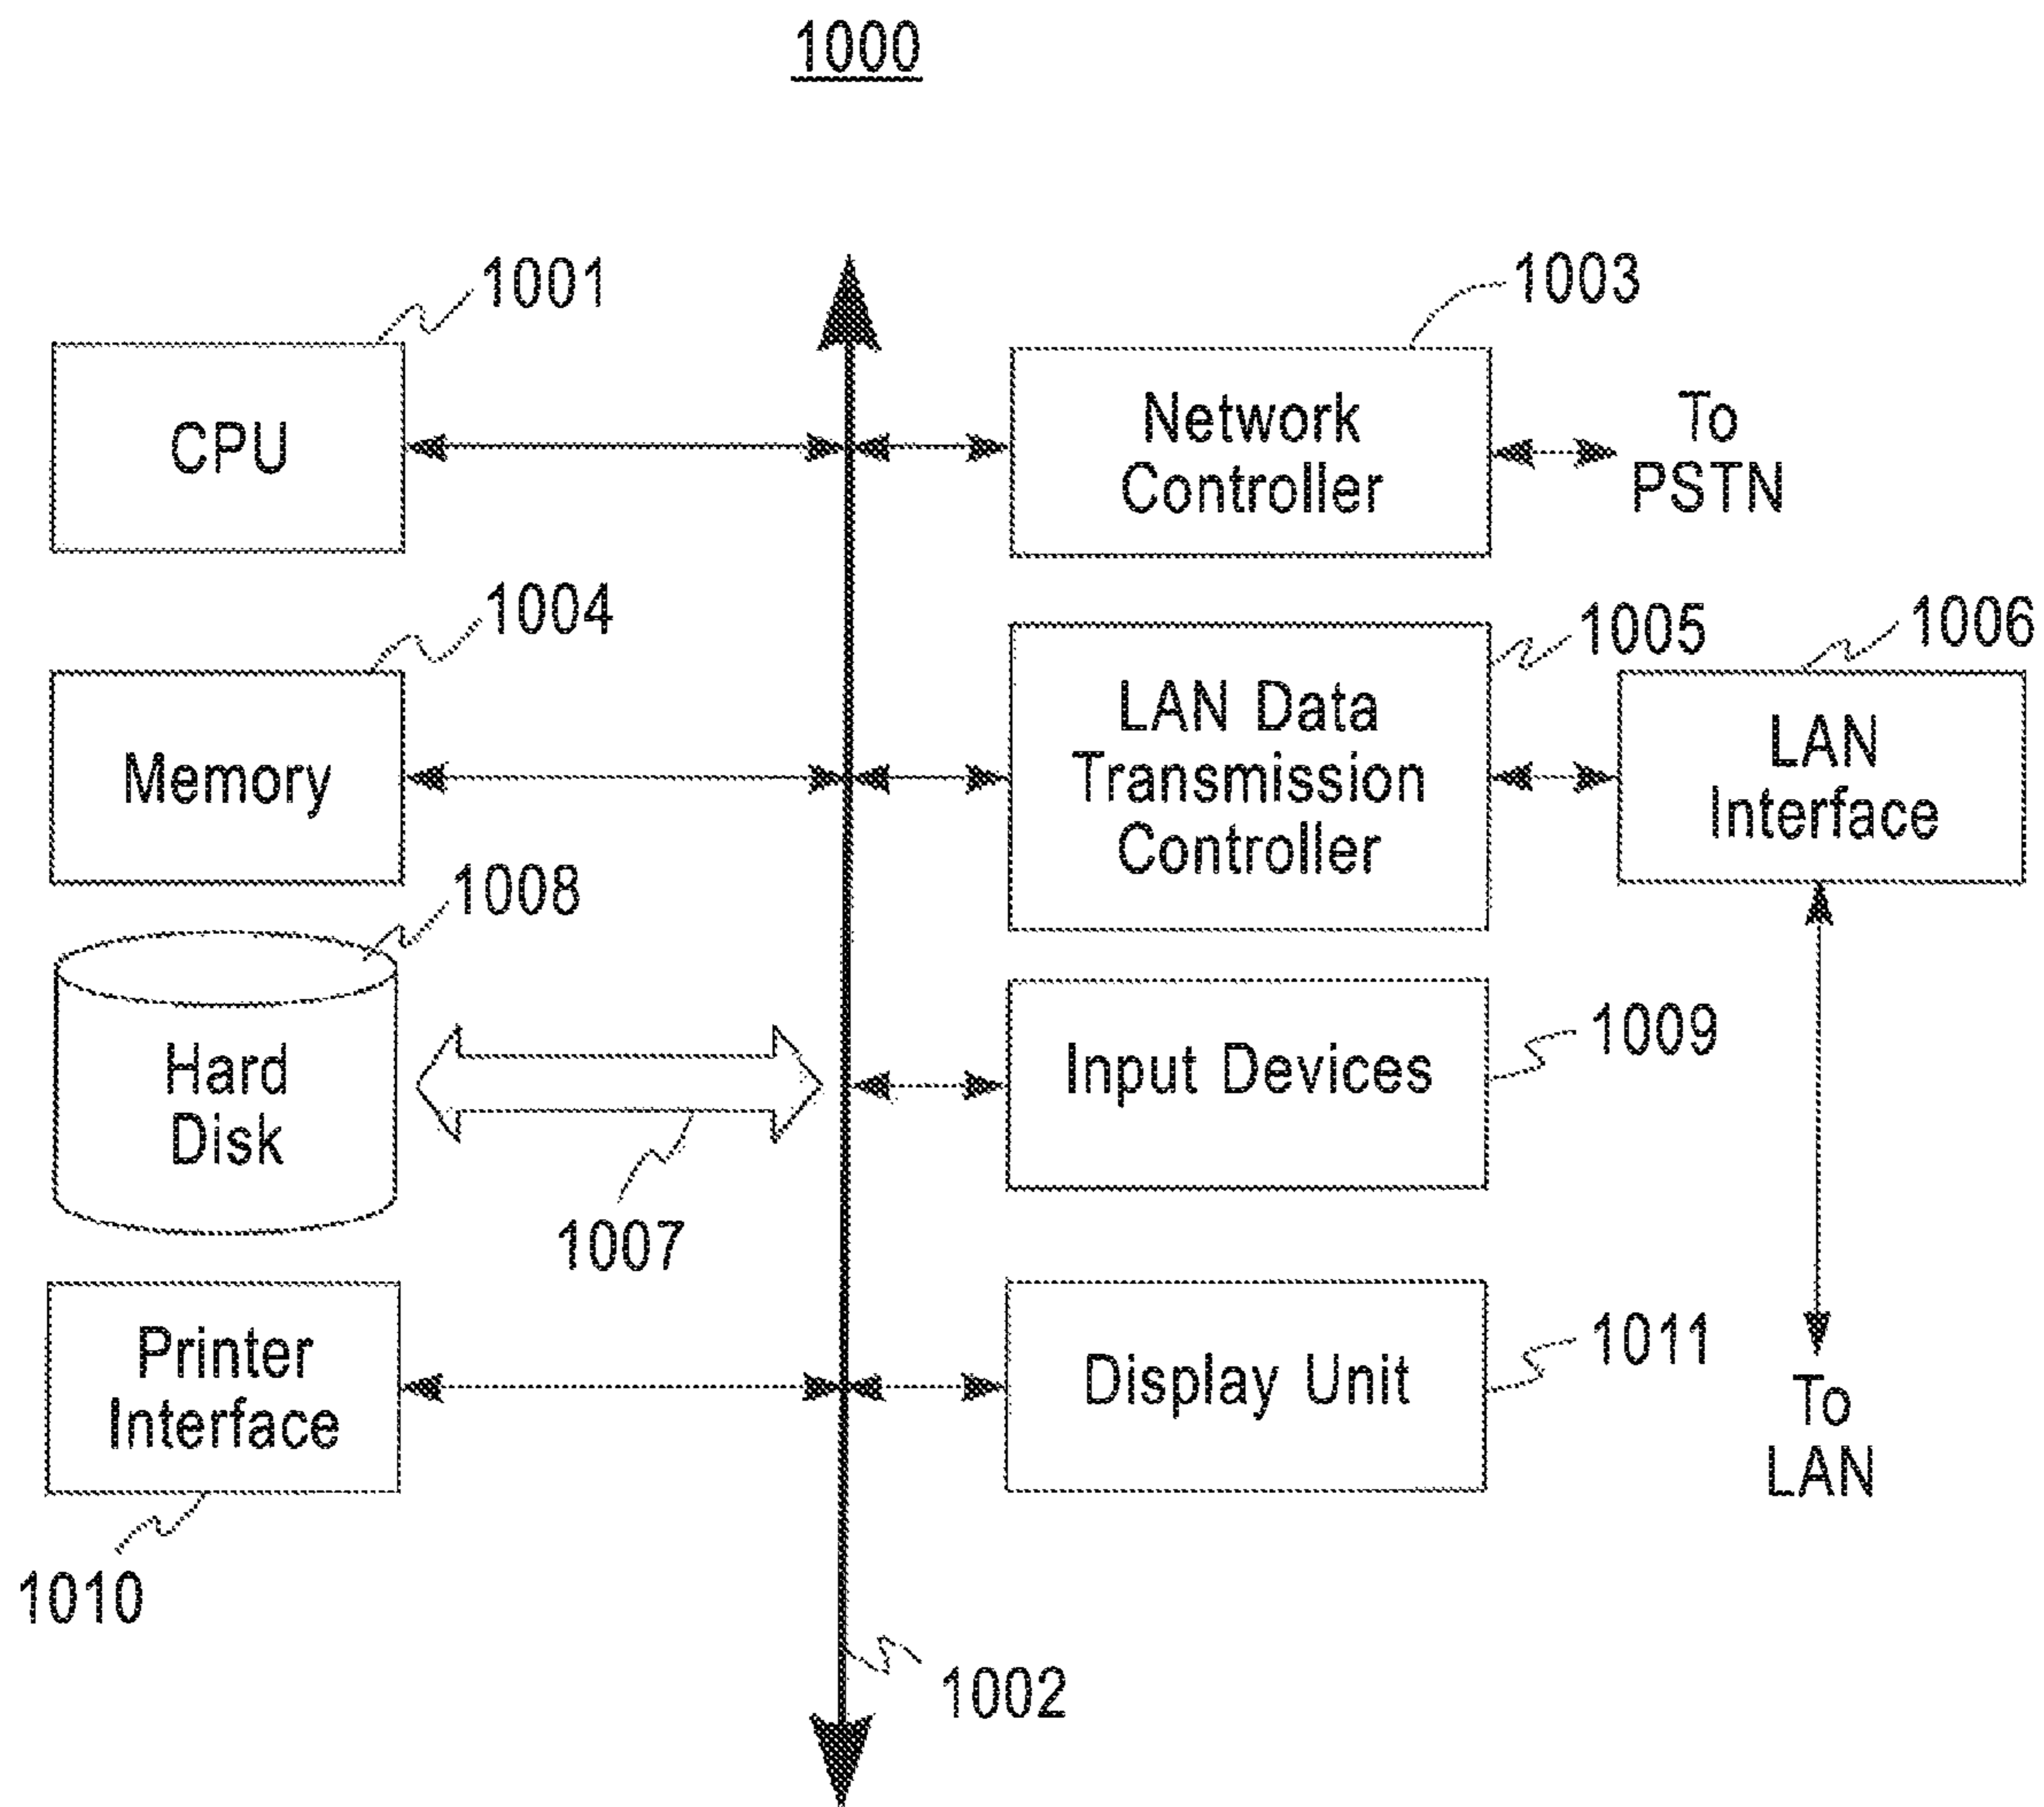 1000
1001
1003
CPU
Network
Controller
To
PSTN
1004
1005
1006
Memory
LAN Data
Transmission
Controller
LAN
Interface
1008
Hard
Disk
1007
Input Devices
1009
Printer
Interface
Display Unit
1011
To
LAN
1010
1002